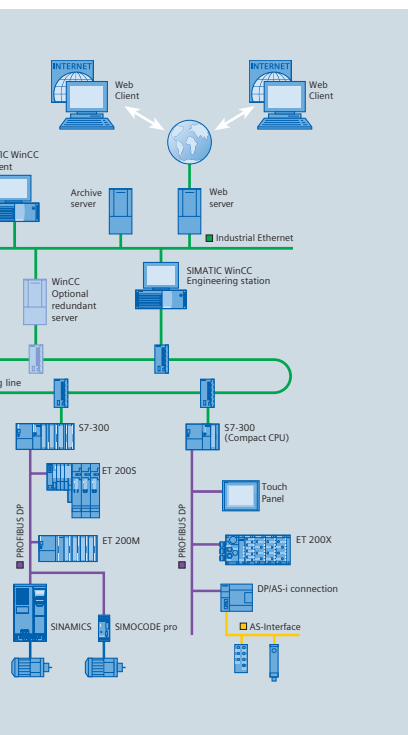 INTERNET
INTERNET
Web
Client
Web
Client
WinCC
Archive
server
Web
server
Industrial Ethernet
WinCC
Optional
redundant
server
SIMATIC WinCC
Engineering station
line
S7-300
S7-300
(Compact CPU)
ET 200S
Touch
Panel
PROFIBUS DP
PROFIBUS DP
ET 200M
ET 200X
DP/AS-i connection
SINAMICS
SIMOCODE pro
AS-Interface